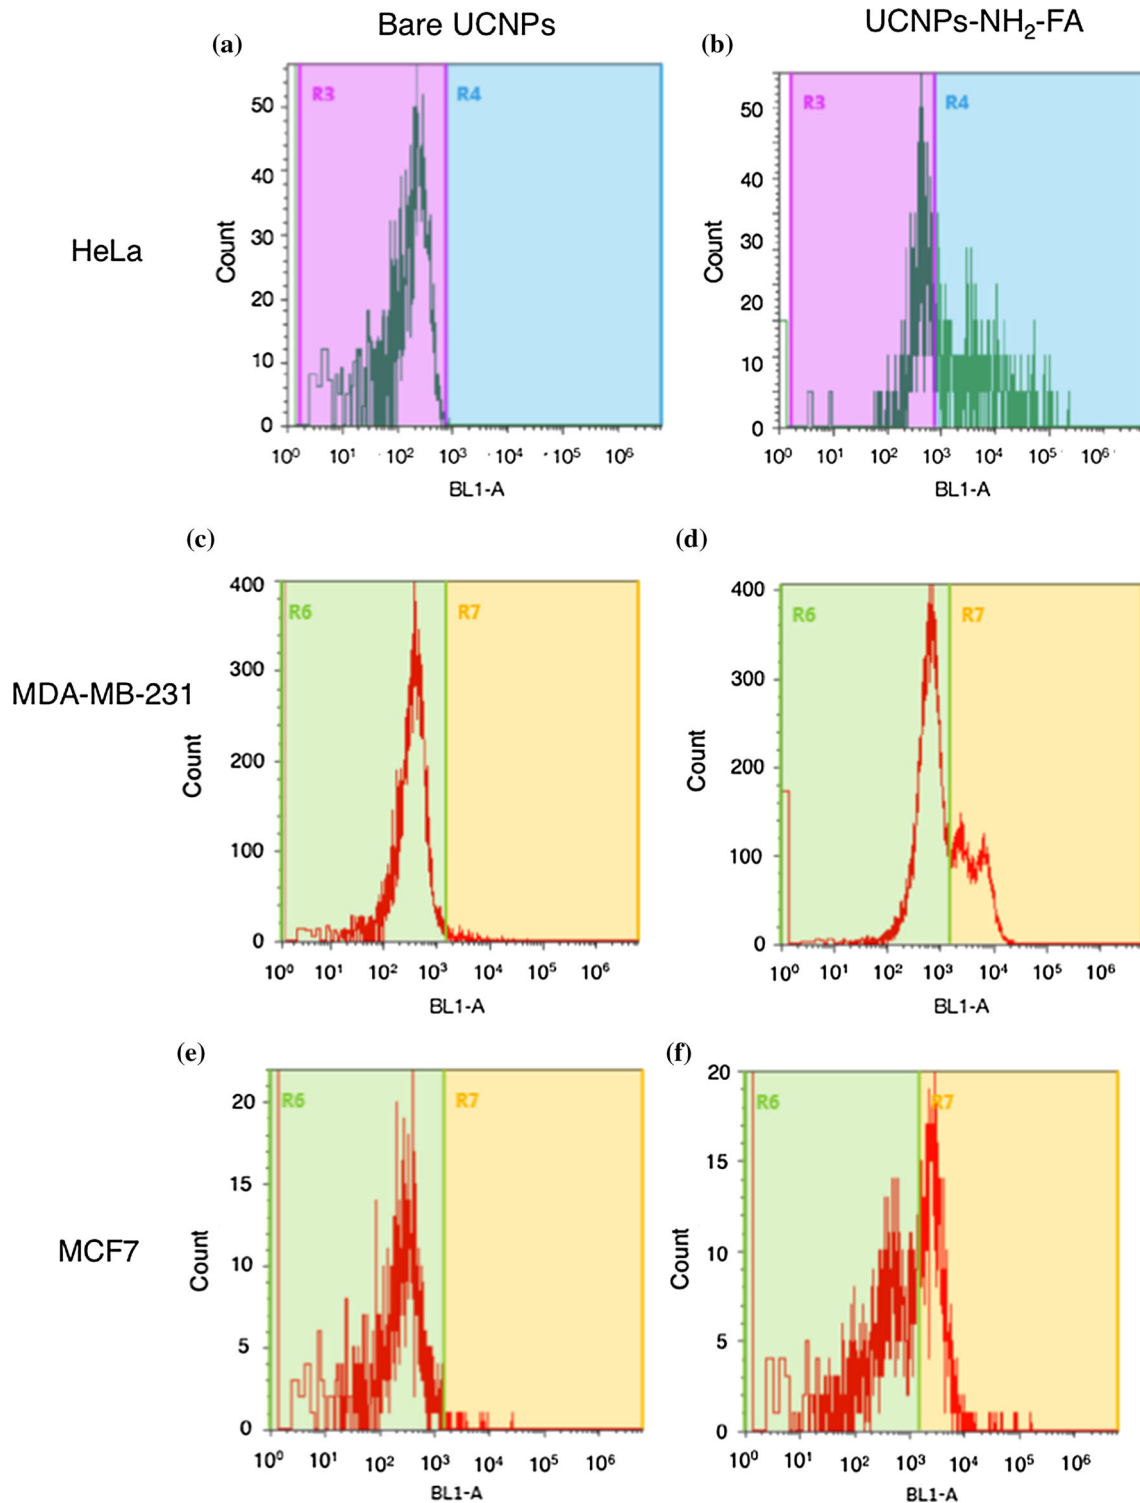 Bare UCNPs
UCNPs-NH₂-FA
(a)
(b)
HeLa
R3
R4
50
40
30
20
10
0
Count
10⁰ 10¹ 10² 10³ 10⁴ 10⁵ 10⁶
BL1-A
R3
R4
50
40
30
20
10
0
Count
10⁰ 10¹ 10² 10³ 10⁴ 10⁵ 10⁶
BL1-A
(c)
(d)
MDA-MB-231
R6
R7
400
300
200
100
0
Count
10⁰ 10¹ 10² 10³ 10⁴ 10⁵ 10⁶
BL1-A
R6
R7
400
300
200
100
0
Count
10⁰ 10¹ 10² 10³ 10⁴ 10⁵ 10⁶
BL1-A
(e)
(f)
MCF7
R6
R7
20
15
10
5
0
Count
10⁰ 10¹ 10² 10³ 10⁴ 10⁵ 10⁶
BL1-A
R6
R7
20
15
10
5
0
Count
10⁰ 10¹ 10² 10³ 10⁴ 10⁵ 10⁶
BL1-A